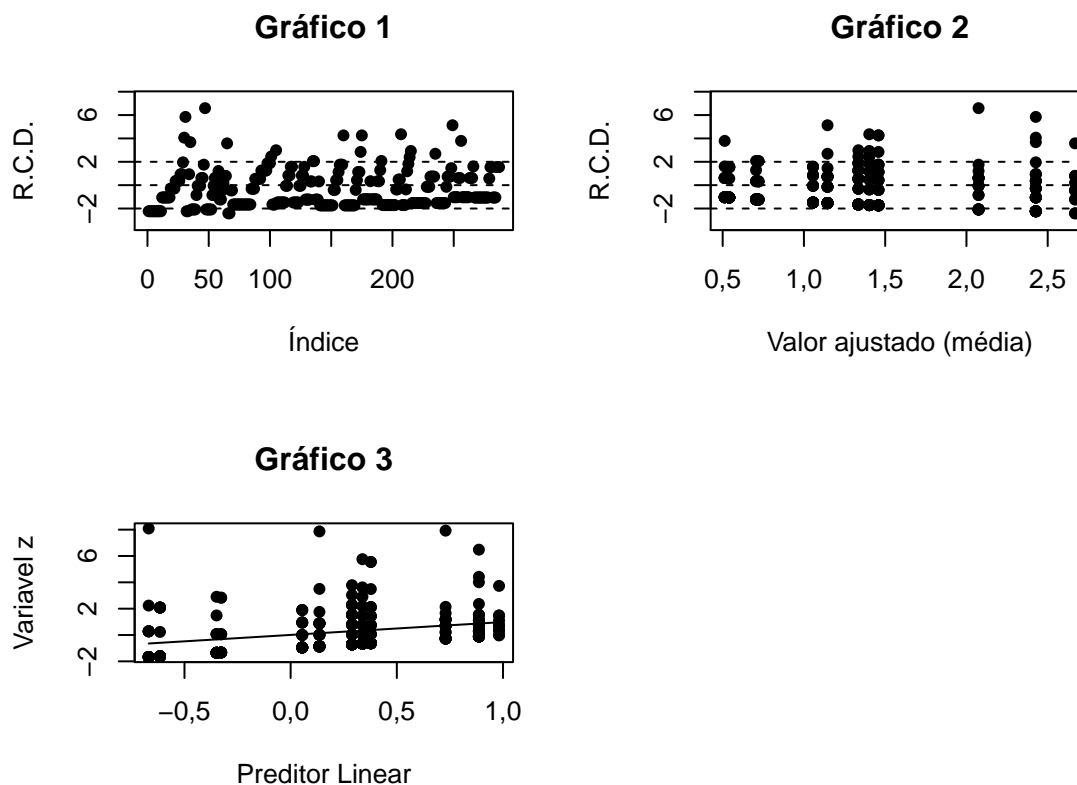 Gráfico 1
R.C.D.
6
2
−2
0 50 100 200
Índice
Gráfico 2
R.C.D.
6
2
−2
0,5 1,0 1,5 2,0 2,5
Valor ajustado (média)
Gráfico 3
Variavel z
6
2
−2
−0,5 0,0 0,5 1,0
Preditor Linear